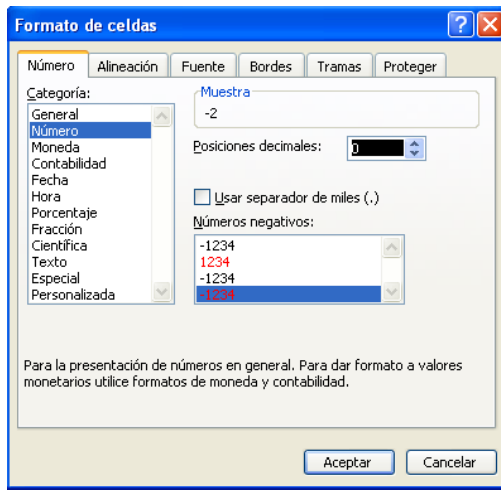 Formato de celdas
Número Alineación Fuente Bordes Tramas Proteger
Categoría:
General
Número
Moneda
Contabilidad
Fecha
Hora
Porcentaje
Fracción
Científica
Texto
Especial
Personalizada
Muestra
-2
Posiciones decimales: 0
Usar separador de miles (.)
Números negativos:
-1234
1234
-1234
-1234
Para la presentación de números en general. Para dar formato a valores
monetarios utilice formatos de moneda y contabilidad.
Aceptar Cancelar